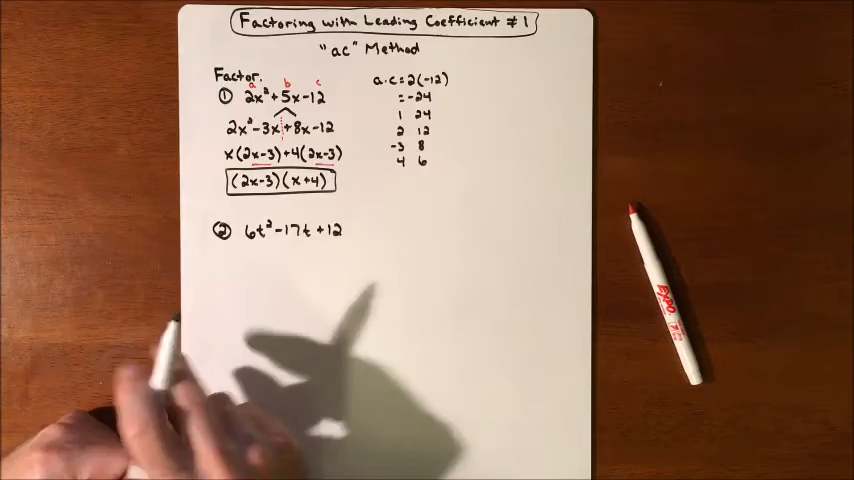 Factoring with Leading Coefficient ≠ 1
"ac" Method
Factor.
a b c
① 2x² + 5x - 12
2x² - 3x + 8x - 12
x(2x-3) + 4(2x-3)
(2x-3)(x+4)
a·c = 2(-12)
= -24
1 24
2 12
-3 8
4 6
② 6t² - 17t + 12
EXPO